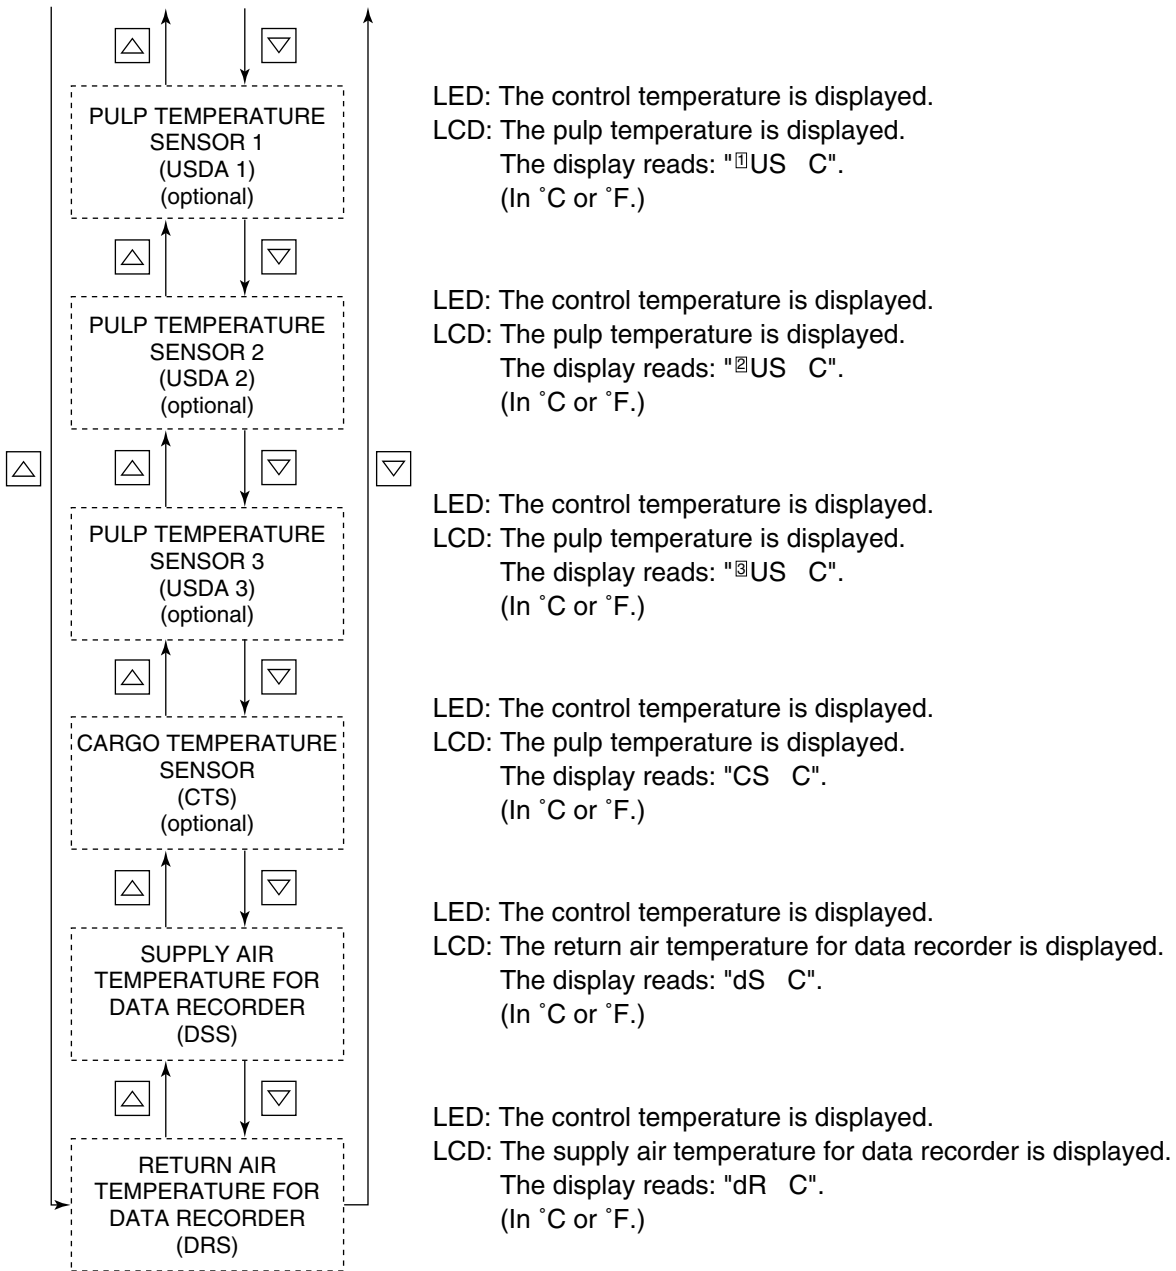 PULP TEMPERATURE
SENSOR 1
(USDA 1)
(optional)
LED: The control temperature is displayed.
LCD: The pulp temperature is displayed.
The display reads: "1US   C".
(In ˚C or ˚F.)
PULP TEMPERATURE
SENSOR 2
(USDA 2)
(optional)
LED: The control temperature is displayed.
LCD: The pulp temperature is displayed.
The display reads: "2US   C".
(In ˚C or ˚F.)
PULP TEMPERATURE
SENSOR 3
(USDA 3)
(optional)
LED: The control temperature is displayed.
LCD: The pulp temperature is displayed.
The display reads: "3US   C".
(In ˚C or ˚F.)
CARGO TEMPERATURE
SENSOR
(CTS)
(optional)
LED: The control temperature is displayed.
LCD: The pulp temperature is displayed.
The display reads: "CS   C".
(In ˚C or ˚F.)
SUPPLY AIR
TEMPERATURE FOR
DATA RECORDER
(DSS)
LED: The control temperature is displayed.
LCD: The return air temperature for data recorder is displayed.
The display reads: "dS   C".
(In ˚C or ˚F.)
RETURN AIR
TEMPERATURE FOR
DATA RECORDER
(DRS)
LED: The control temperature is displayed.
LCD: The supply air temperature for data recorder is displayed.
The display reads: "dR   C".
(In ˚C or ˚F.)